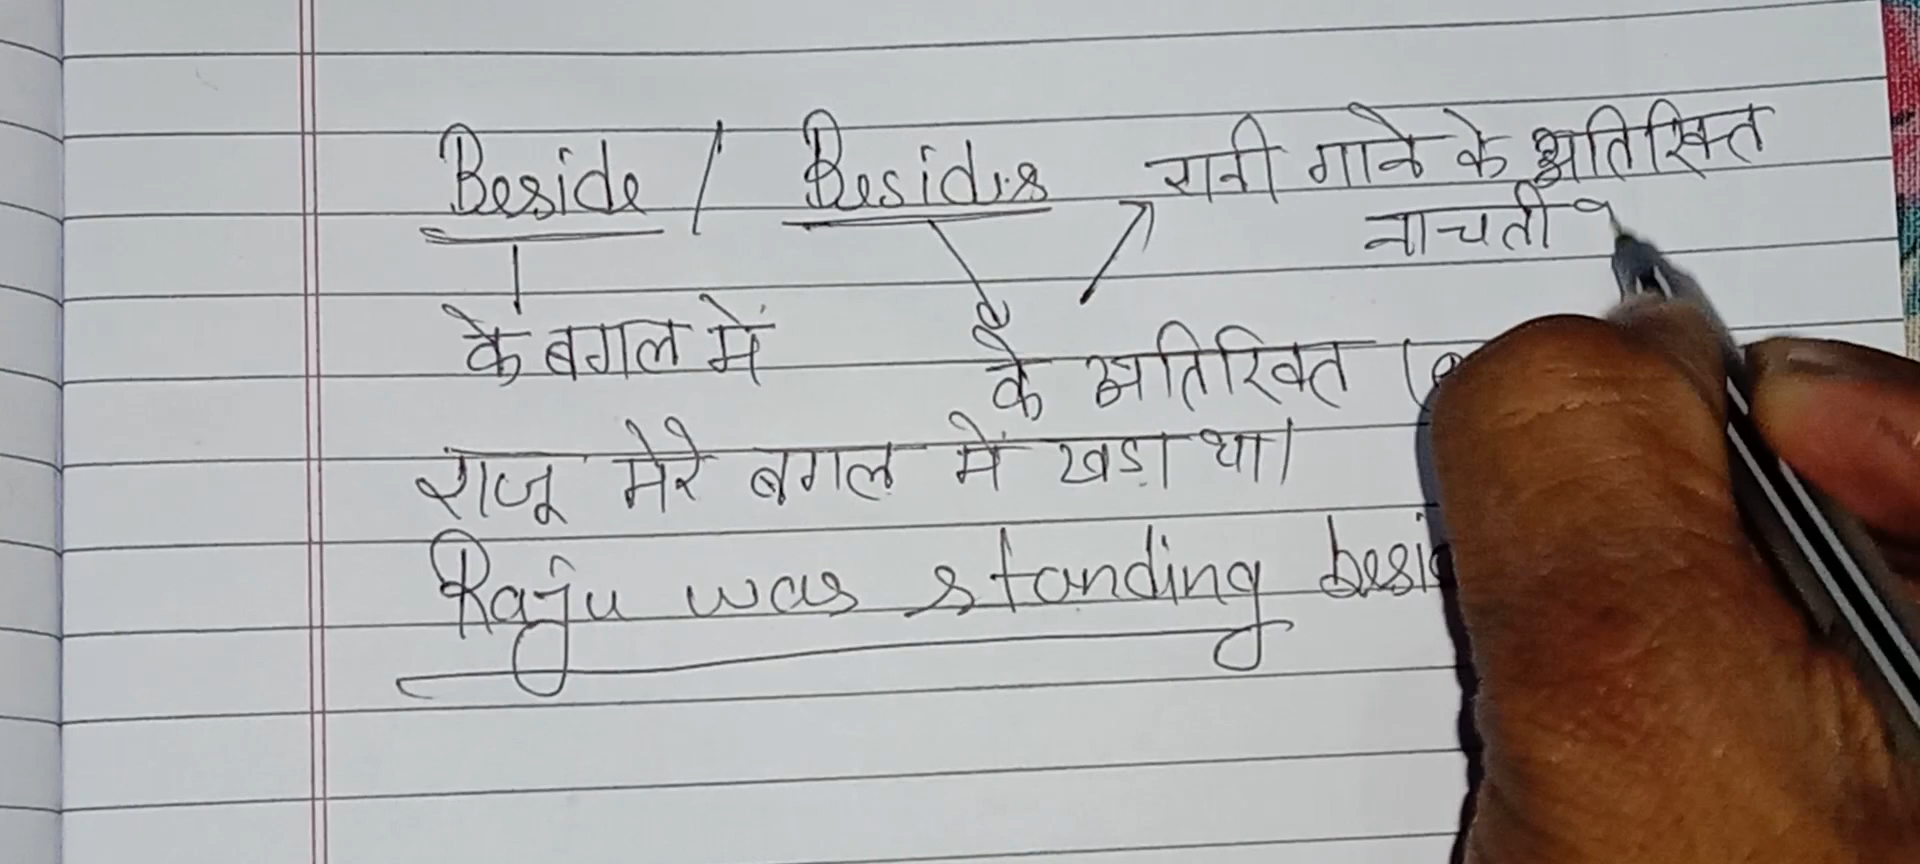 Beside / Besides रानी गाने के अतिरिक्त
नाचती
के बगल में के अतिरिक्त (
राजू मेरे बगल में खड़ा था।
Raju was standing